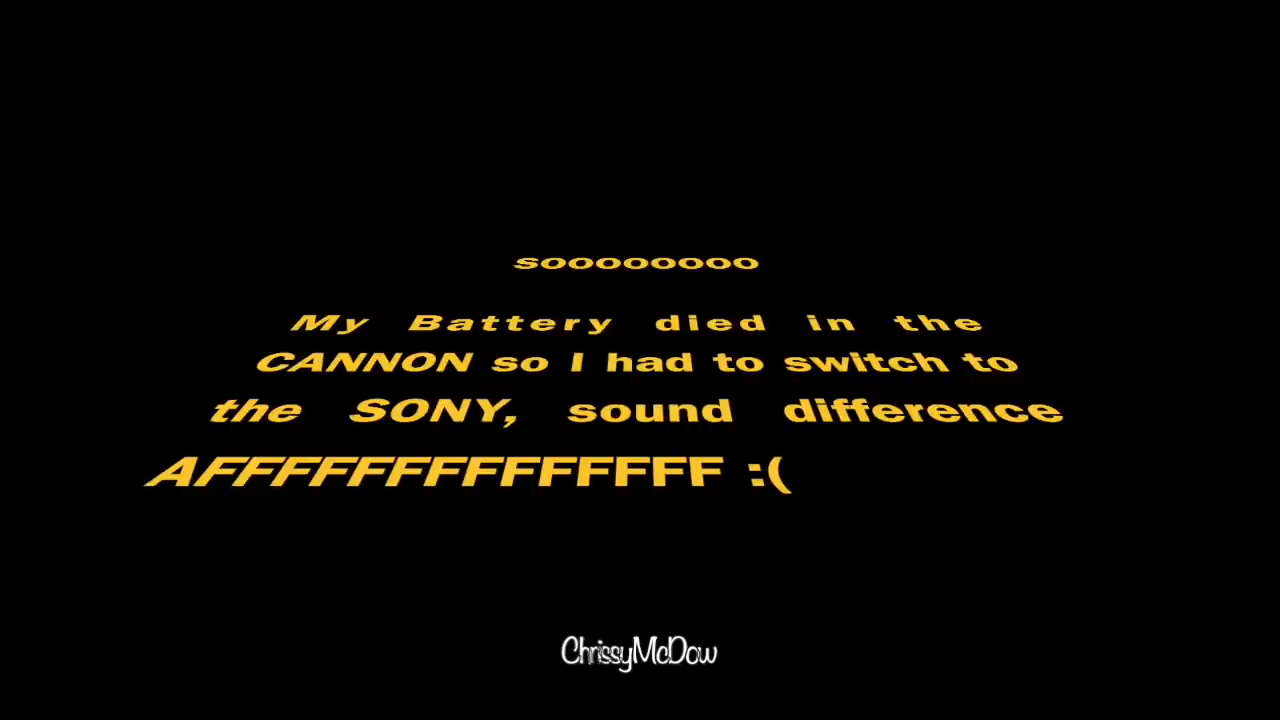 soooooooo
My Battery died in the
CANNON so I had to switch to
the SONY, sound difference
AFFFFFFFFFFFFFF :(
ChrissyMcDow